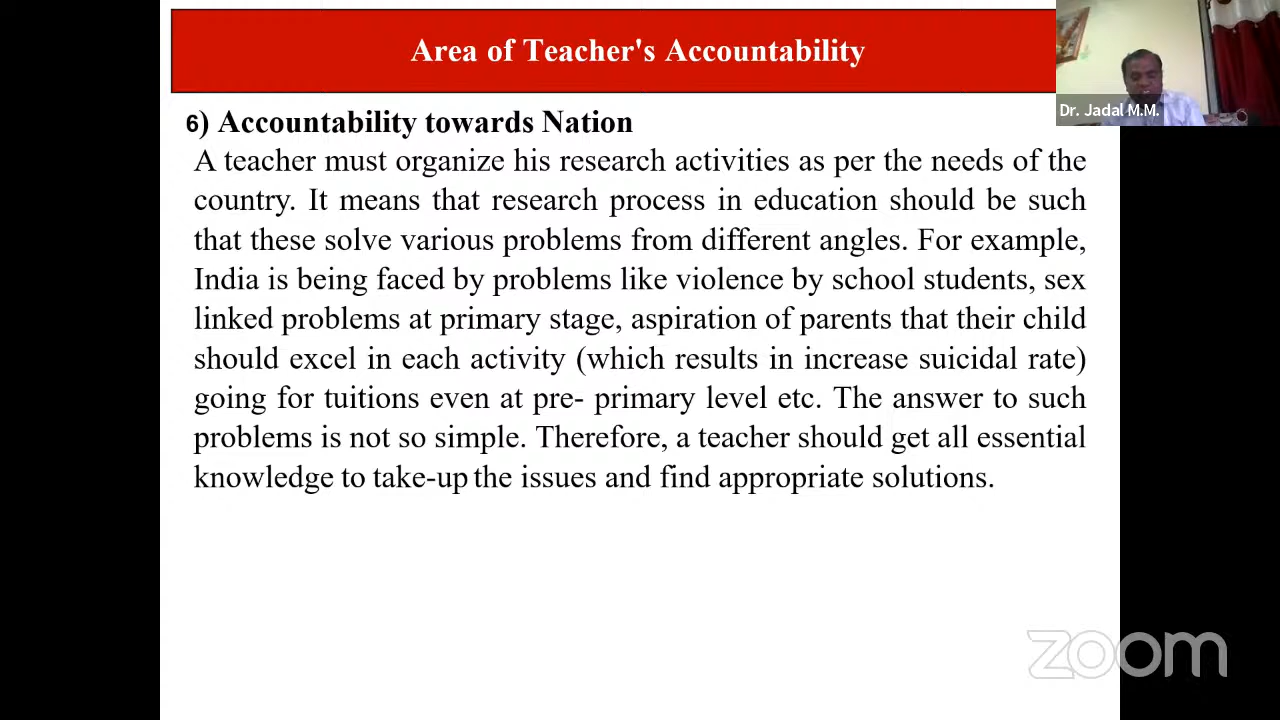 Area of Teacher's Accountability
Dr. Jadal M.M.
6) Accountability towards Nation
A teacher must organize his research activities as per the needs of the
country. It means that research process in education should be such
that these solve various problems from different angles. For example,
India is being faced by problems like violence by school students, sex
linked problems at primary stage, aspiration of parents that their child
should excel in each activity (which results in increase suicidal rate)
going for tuitions even at pre- primary level etc. The answer to such
problems is not so simple. Therefore, a teacher should get all essential
knowledge to take-up the issues and find appropriate solutions.
zoom